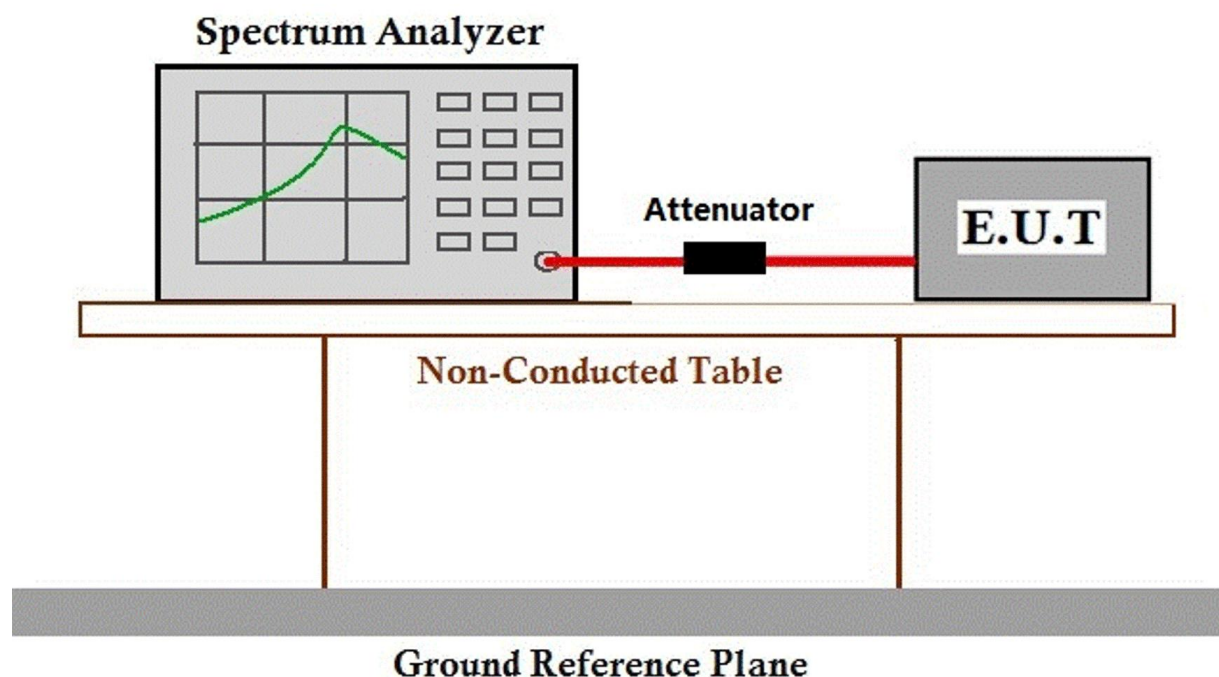 Spectrum Analyzer
Attenuator
E.U.T
Non-Conducted Table
Ground Reference Plane